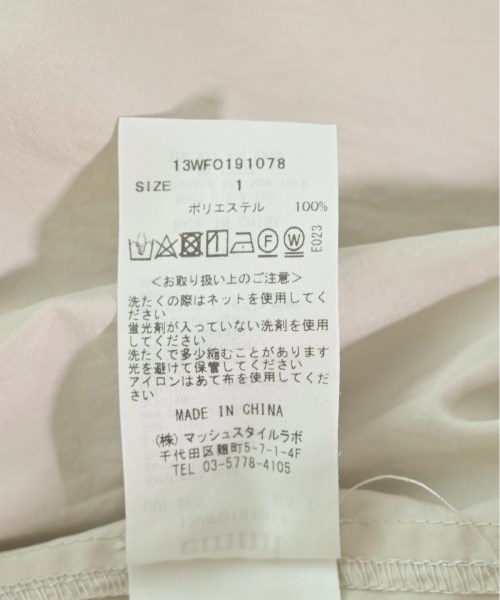 13WFO191078
SIZE 1
ポリエステル 100%
F W E023
<お取り扱い上のご注意>
洗たくの際はネットを使用してく
ださい
蛍光剤が入っていない洗剤を使用
してください
洗たくで多少縮むことがあります
光を避けて保管してください
アイロンはあて布を使用してくだ
さい
MADE IN CHINA
(株) マッシュスタイルラボ
千代田区麹町5-7-1-4F
TEL 03-5778-4105